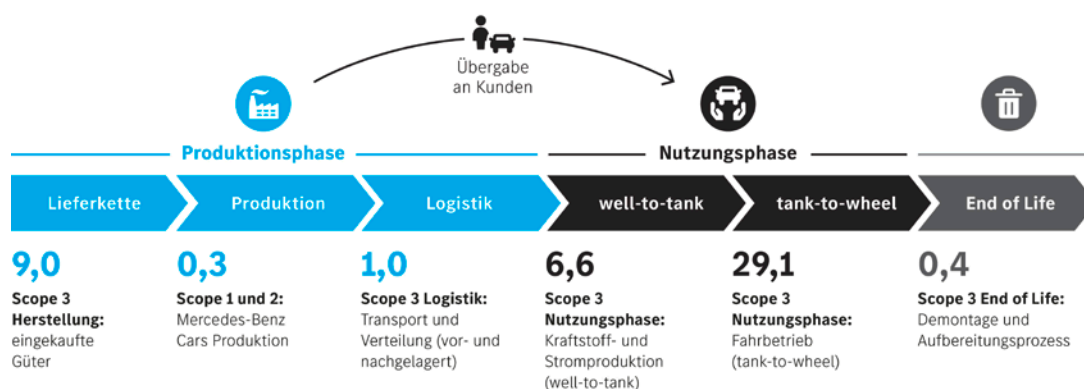 Übergabe
an Kunden
Produktionsphase
Nutzungsphase
Lieferkette
Produktion
Logistik
well-to-tank
tank-to-wheel
End of Life
9,0
Scope 3
Herstellung:
eingekaufte
Güter
0,3
Scope 1 und 2:
Mercedes-Benz
Cars Produktion
1,0
Scope 3 Logistik:
Transport und
Verteilung (vor- und
nachgelagert)
6,6
Scope 3
Nutzungsphase:
Kraftstoff- und
Stromproduktion
(well-to-tank)
29,1
Scope 3
Nutzungsphase:
Fahrbetrieb
(tank-to-wheel)
0,4
Scope 3 End of Life:
Demontage und
Aufbereitungsprozess